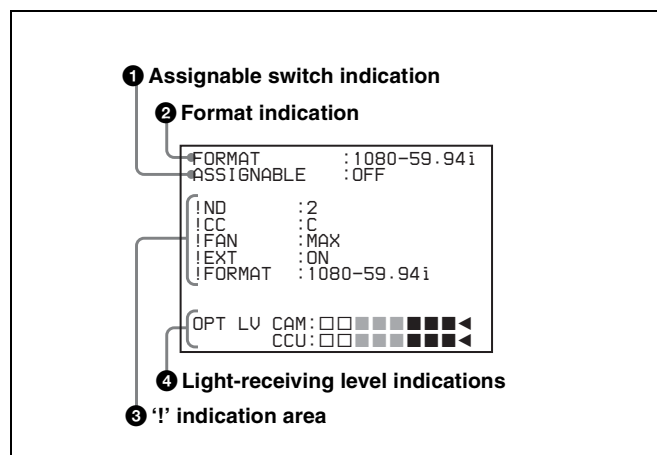 ❶ Assignable switch indication
❷ Format indication
FORMAT :1080-59.94i
ASSIGNABLE :OFF
!ND :2
!CC :C
!FAN :MAX
!EXT :ON
!FORMAT :1080-59.94i
OPT LV CAM:□□■■■■■■◀
CCU:□□■■■■■■◀
❹ Light-receiving level indications
❸ ‘!’ indication area